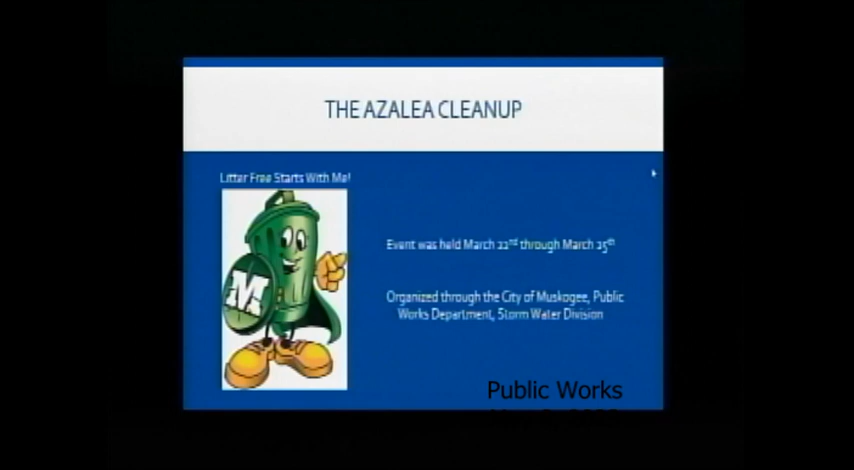 THE AZALEA CLEANUP
Litter Free Starts With Me!
M
Event was held March 22nd through March 25th
Organized through the City of Muskogee, Public
Works Department, Storm Water Division
Public Works